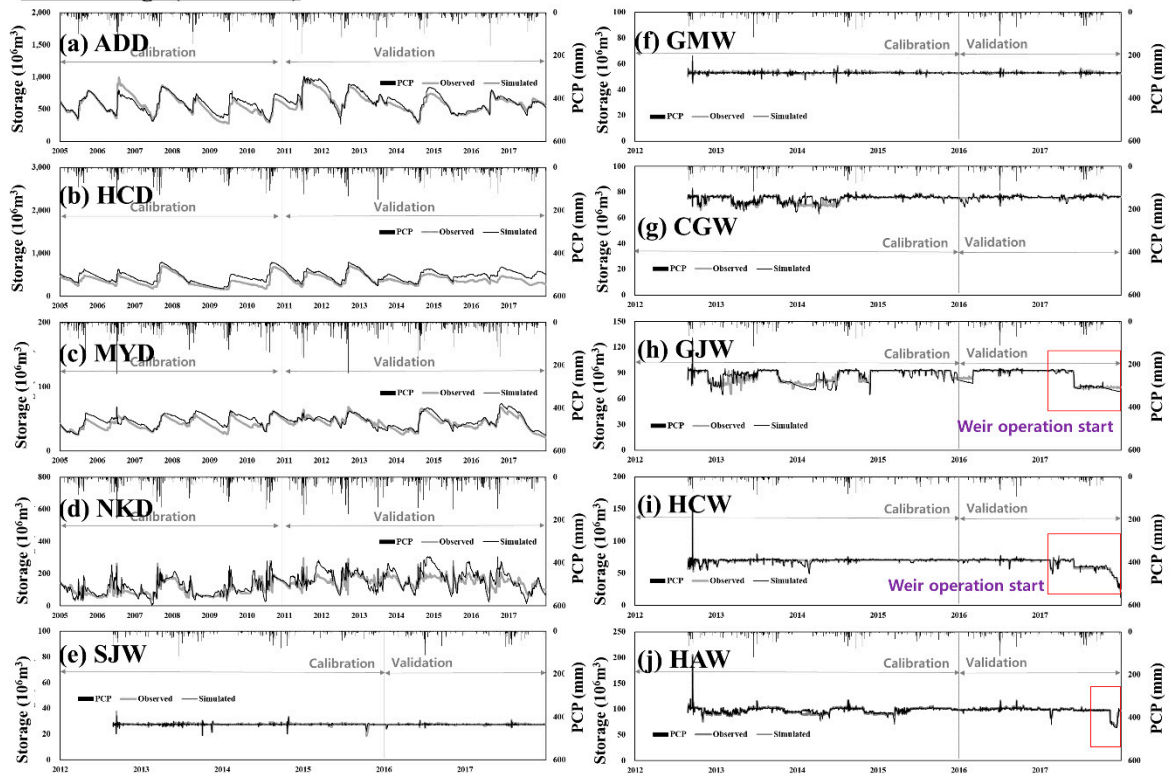 (a) ADD
Storage (10⁶m³)
2,000
1,500
1,000
500
0
Calibration
Validation
PCP
Observed
Simulated
PCP (mm)
0
200
400
600
2005 2006 2007 2008 2009 2010 2011 2012 2013 2014 2015 2016 2017
(b) HCD
Storage (10⁶m³)
3,000
2,000
1,000
0
Calibration
Validation
PCP
Observed
Simulated
PCP (mm)
0
200
400
600
2005 2006 2007 2008 2009 2010 2011 2012 2013 2014 2015 2016 2017
(c) MYD
Storage (10⁶m³)
200
50
0
Calibration
Validation
PCP
Observed
Simulated
PCP (mm)
0
200
400
600
2005 2006 2007 2008 2009 2010 2011 2012 2013 2014 2015 2016 2017
(d) NKD
Storage (10⁶m³)
800
600
400
200
0
Calibration
Validation
PCP
Observed
Simulated
PCP (mm)
0
200
400
600
2005 2006 2007 2008 2009 2010 2011 2012 2013 2014 2015 2016 2017
(e) SJW
Storage (10⁶m³)
100
80
60
40
20
0
Calibration
Validation
PCP
Observed
Simulated
PCP (mm)
0
200
400
600
2012 2013 2014 2015 2016 2017
(f) GMW
Storage (10⁶m³)
100
80
60
40
20
0
Calibration
Validation
PCP
Observed
Simulated
PCP (mm)
0
200
400
600
2012 2013 2014 2015 2016 2017
(g) CGW
Storage (10⁶m³)
100
80
60
40
20
0
Calibration
Validation
PCP
Observed
Simulated
PCP (mm)
0
200
400
600
2012 2013 2014 2015 2016 2017
(h) GJW
Storage (10⁶m³)
150
120
90
60
30
Calibration
Validation
PCP
Observed
Simulated
Weir operation start
PCP (mm)
0
200
400
600
2012 2013 2014 2015 2016 2017
(i) HCW
Storage (10⁶m³)
200
150
100
50
0
Calibration
Validation
PCP
Observed
Simulated
Weir operation start
PCP (mm)
0
200
400
600
2012 2013 2014 2015 2016 2017
(j) HAW
Storage (10⁶m³)
250
200
150
100
50
0
Calibration
Validation
PCP
Observed
Simulated
PCP (mm)
0
200
400
600
2012 2013 2014 2015 2016 2017